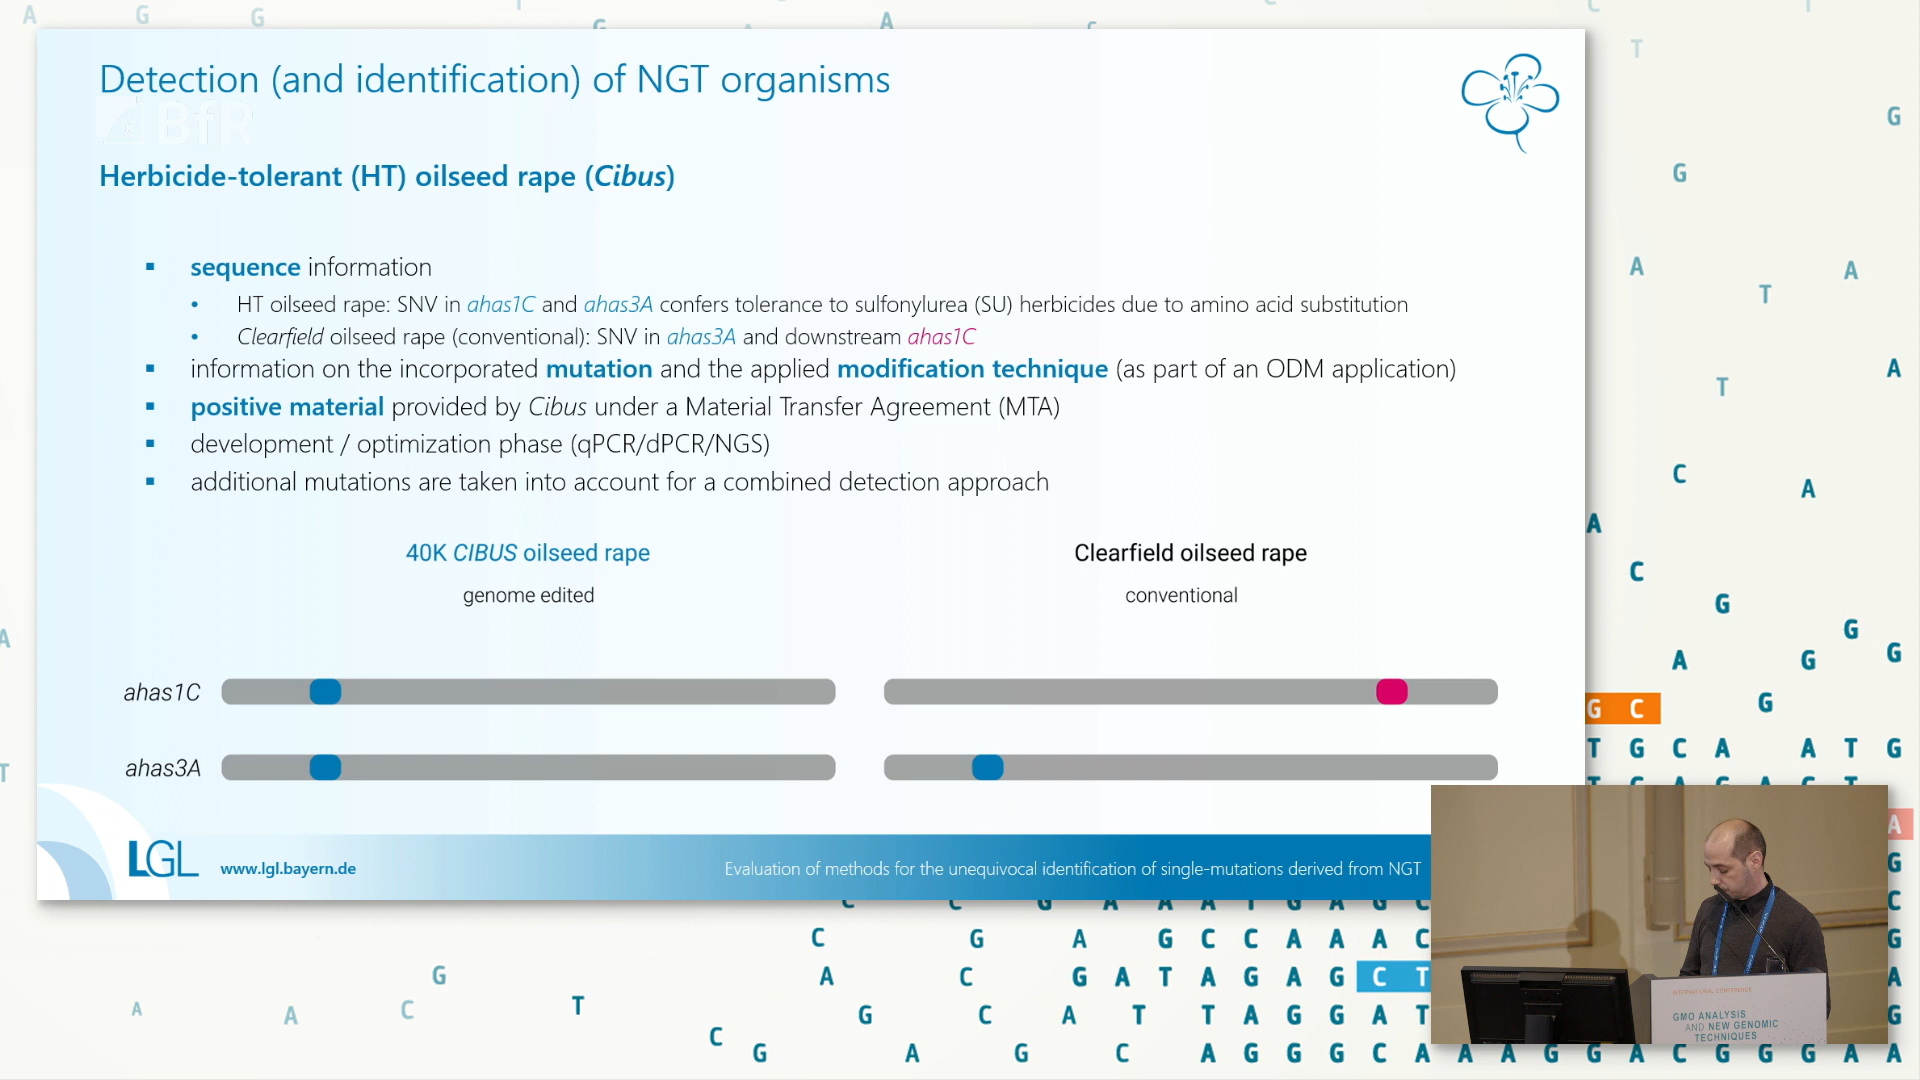 Detection (and identification) of NGT organisms
BfR
Herbicide-tolerant (HT) oilseed rape (Cibus)
sequence information
HT oilseed rape: SNV in ahas1C and ahas3A confers tolerance to sulfonylurea (SU) herbicides due to amino acid substitution
Clearfield oilseed rape (conventional): SNV in ahas3A and downstream ahas1C
information on the incorporated mutation and the applied modification technique (as part of an ODM application)
positive material provided by Cibus under a Material Transfer Agreement (MTA)
development / optimization phase (qPCR/dPCR/NGS)
additional mutations are taken into account for a combined detection approach
40K CIBUS oilseed rape
genome edited
Clearfield oilseed rape
conventional
ahas1C
ahas3A
LGL
www.lgl.bayern.de
Evaluation of methods for the unequivocal identification of single-mutations derived from NGT
INTERNATIONAL CONFERENCE
GMO ANALYSIS
AND NEW GENOMIC
TECHNIQUES
G C
T G C A A T G
G C C A A A C
G A T A G A G C T
T A G G A T
A G G G C A A A G G A C G G G A A